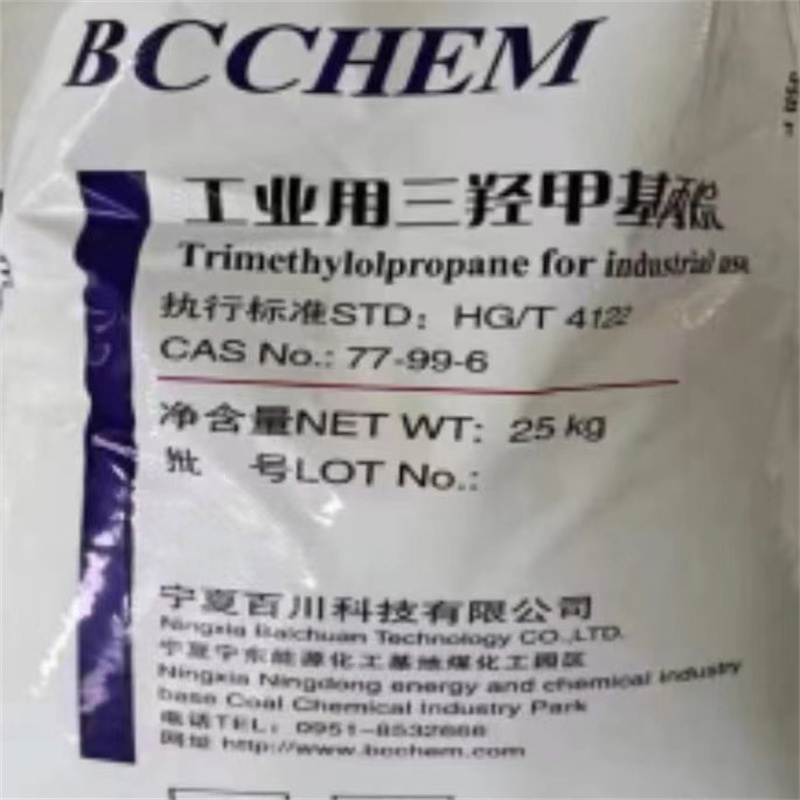 BCCHEM
工业用三羟甲基丙烷
Trimethylolpropane for industrial use
执行标准STD: HG/T 4122
CAS No.: 77-99-6
净含量NET WT: 25 kg
批 号LOT No.:
宁夏百川科技有限公司
Ningxia Baichuan Technology CO.,LTD.
宁夏宁东能源化工基地煤化工园区
Ningxia Ningdong energy and chemical industry
base Coal Chemical Industry Park
电话TEL: 0951-8532666
网址 http://www.bcchem.com